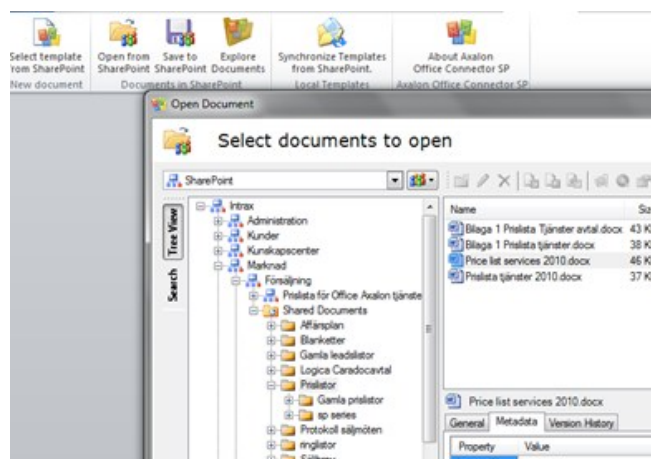 Select template from SharePoint
Open from SharePoint
Save to SharePoint
Explore Documents
Synchronize Templates from SharePoint.
About Axalon Office Connector SP
New document
Documents in SharePoint
Local Templates
Axalon Office Connector SP
Open Document
Select documents to open
SharePoint
Tree View
Search
Intrax
Administration
Kunder
Kunskapscenter
Marknad
Försäljning
Prislista för Office Axalon tjänste
Shared Documents
Affärsplan
Blanketter
Gamla leadslistor
Logica Caradocavtal
Prislistor
Gamla prislistor
sp series
Protokoll säljmöten
ringlistor
Name
Bilaga 1 Prislista Tjänster avtal.docx 43 K
Bilaga 1 Prislista tjänster.docx 38 K
Price list services 2010.docx 46 K
Prislista tjänster 2010.docx 37 K
Price list services 2010.docx
General Metadata Version History
Property Value